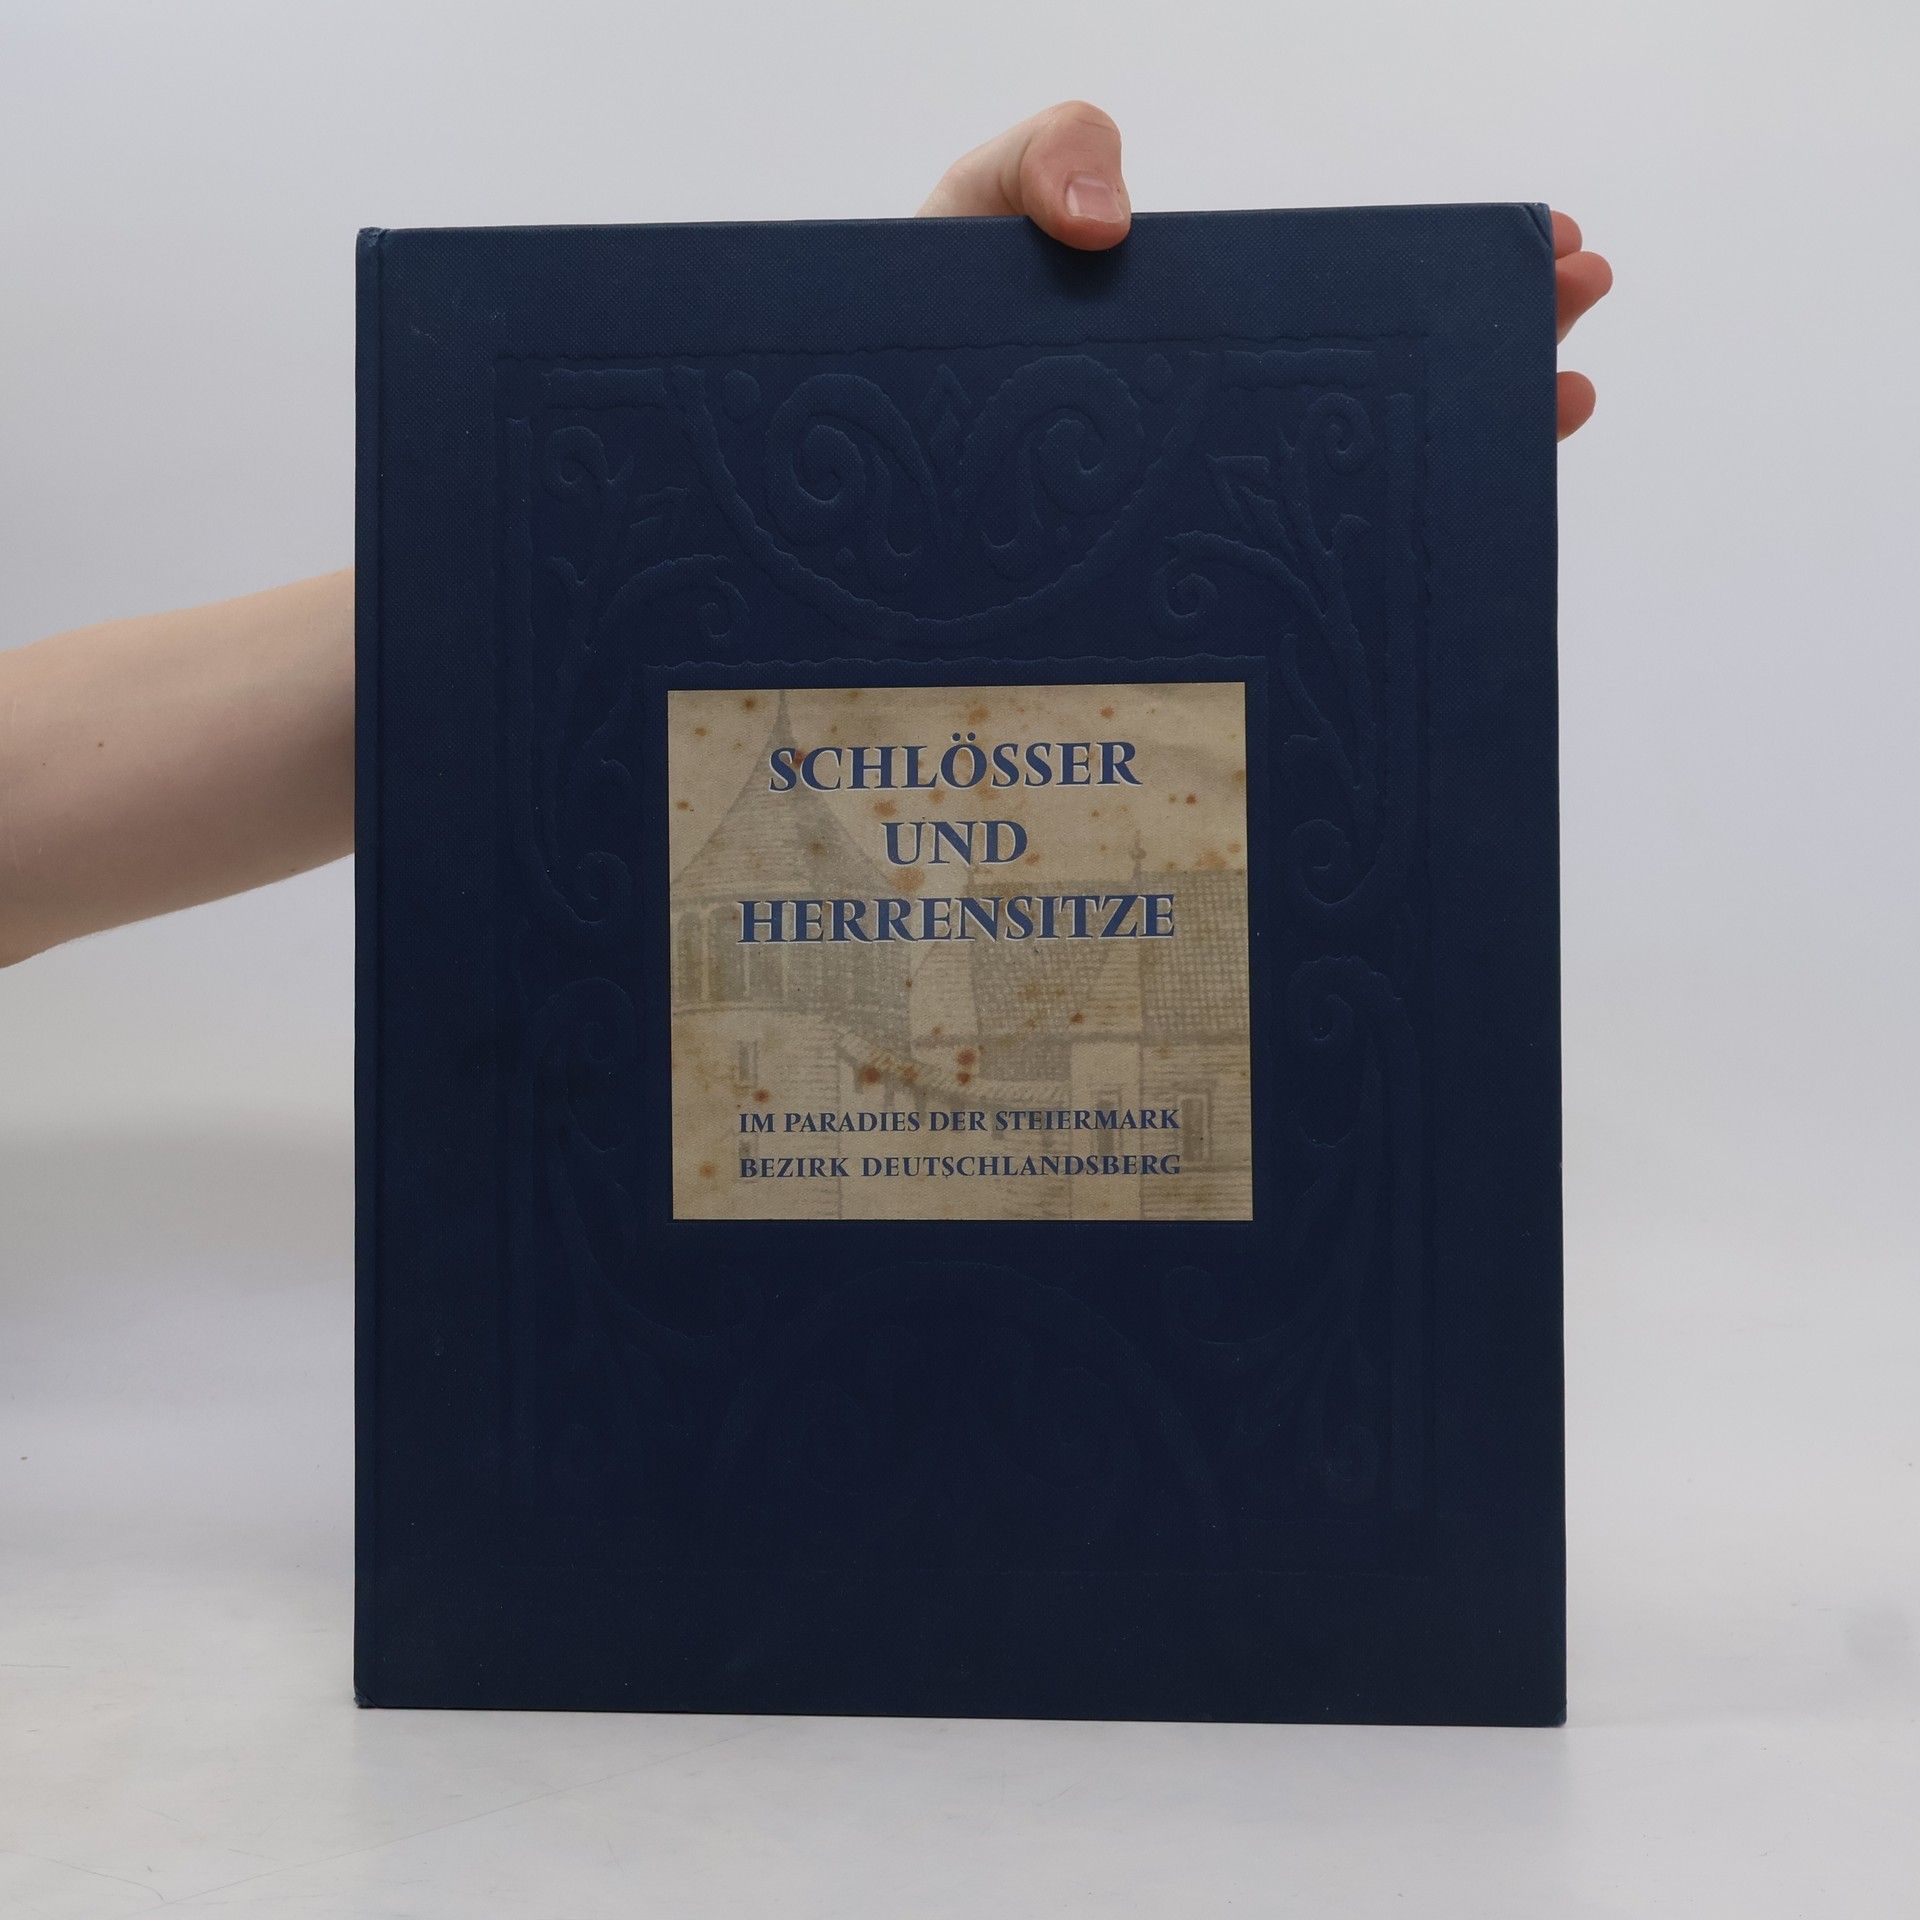 SCHLÖSSER
UND
HERRENSITZE
IM PARADIES DER STEIERMARK
BEZIRK DEUTSCHLANDSBERG